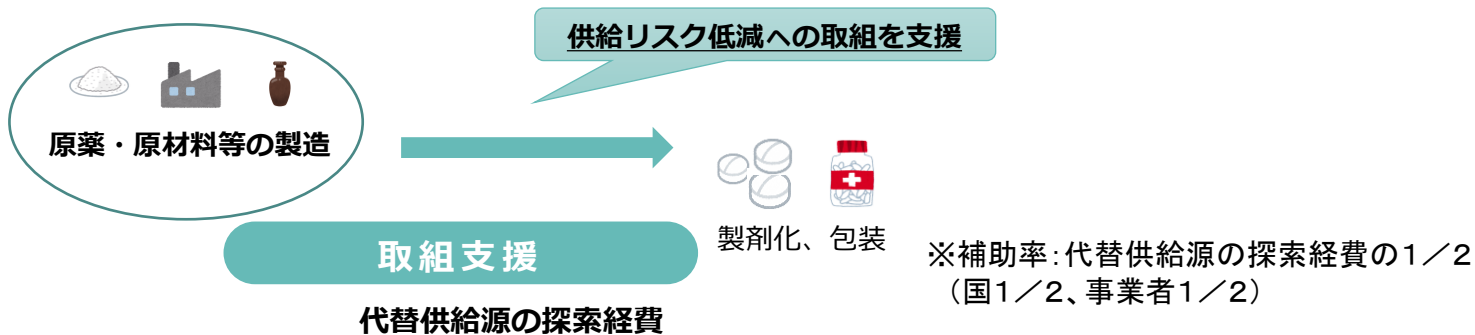 供給リスク低減への取組を支援
原薬・原材料等の製造
製剤化、包装
取組支援
代替供給源の探索経費
※補助率：代替供給源の探索経費の１／２
（国１／２、事業者１／２）